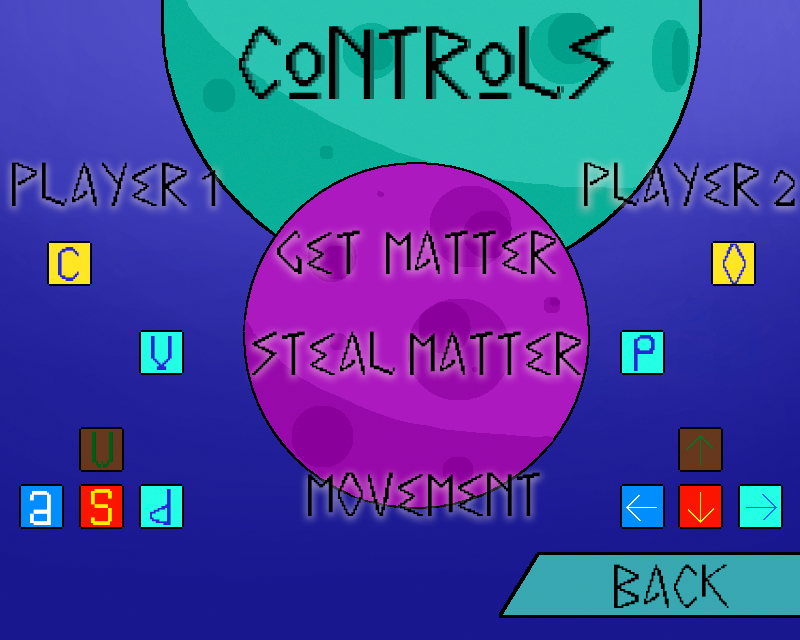 CONTROLS
PLAYER 1
PLAYER 2
C
GET MATTER
O
V
STEAL MATTER
P
W
↑
a s d
MOVEMENT
← ↓ →
BACK